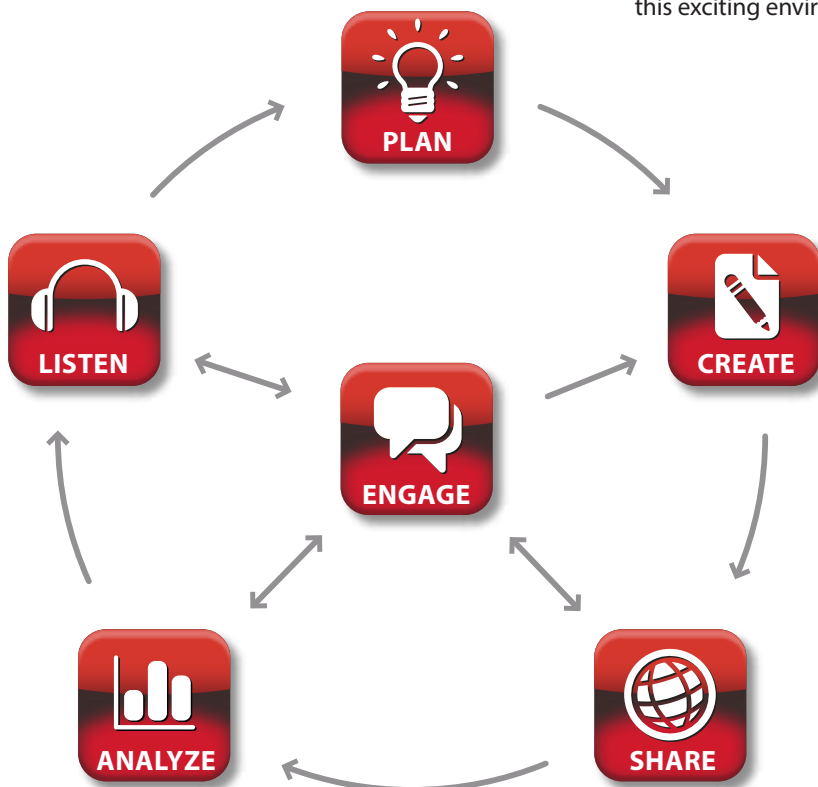 this exciting envir
PLAN
LISTEN
CREATE
ENGAGE
ANALYZE
SHARE